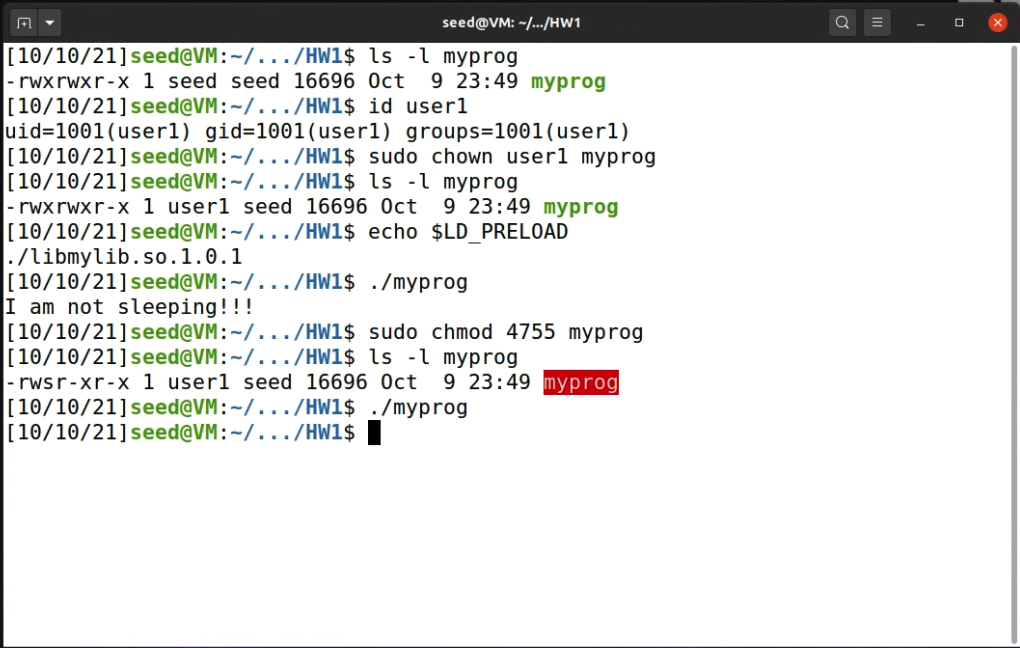 seed@VM: ~/.../HW1
[10/10/21]seed@VM:~/.../HW1$ ls -l myprog
-rwxrwxr-x 1 seed seed 16696 Oct  9 23:49 myprog
[10/10/21]seed@VM:~/.../HW1$ id user1
uid=1001(user1) gid=1001(user1) groups=1001(user1)
[10/10/21]seed@VM:~/.../HW1$ sudo chown user1 myprog
[10/10/21]seed@VM:~/.../HW1$ ls -l myprog
-rwxrwxr-x 1 user1 seed 16696 Oct  9 23:49 myprog
[10/10/21]seed@VM:~/.../HW1$ echo $LD_PRELOAD
./libmylib.so.1.0.1
[10/10/21]seed@VM:~/.../HW1$ ./myprog
I am not sleeping!!!
[10/10/21]seed@VM:~/.../HW1$ sudo chmod 4755 myprog
[10/10/21]seed@VM:~/.../HW1$ ls -l myprog
-rwsr-xr-x 1 user1 seed 16696 Oct  9 23:49 myprog
[10/10/21]seed@VM:~/.../HW1$ ./myprog
[10/10/21]seed@VM:~/.../HW1$